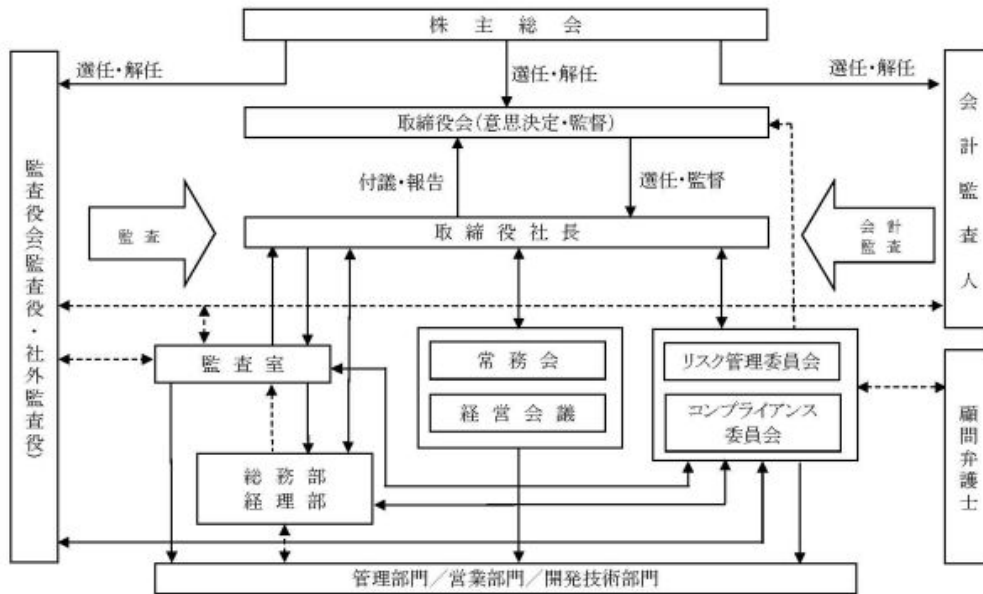 株主総会
選任・解任
選任・解任
選任・解任
取締役会(意思決定・監督)
付議・報告
選任・監督
監査役会(監査役・社外監査役)
会計監査人
監査
会計
監査
取締役社長
監査室
常務会
経営会議
リスク管理委員会
コンプライアンス
委員会
顧問弁護士
総務部
経理部
管理部門／営業部門／開発技術部門